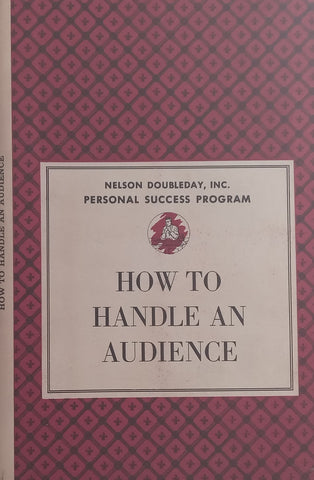 HOW TO HANDLE AN AUDIENCE
NELSON DOUBLEDAY, INC.
PERSONAL SUCCESS PROGRAM
HOW TO
HANDLE AN
AUDIENCE